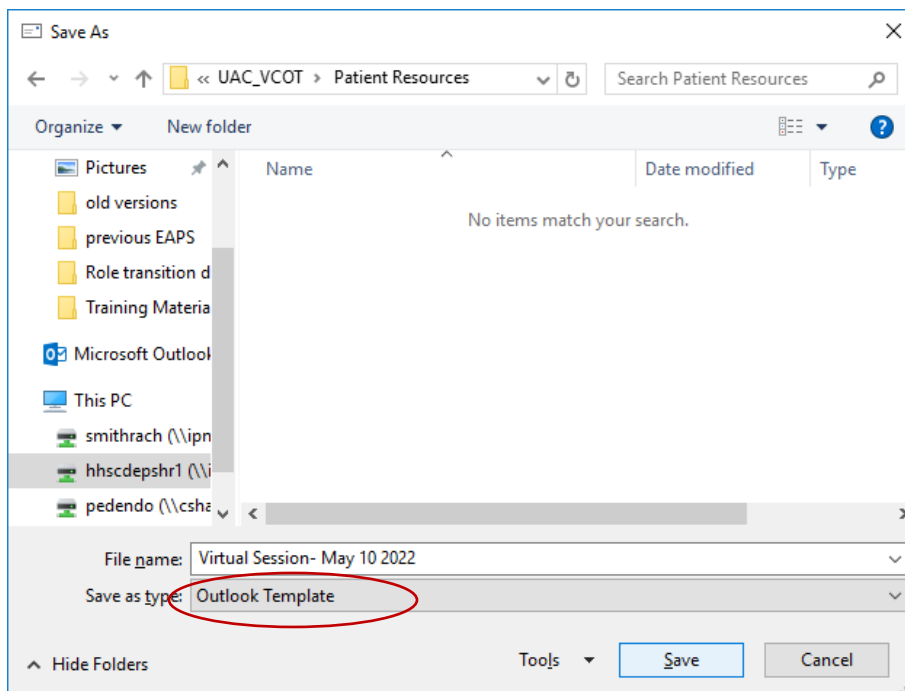 Save As
« UAC_VCOT › Patient Resources
Search Patient Resources
Organize
New folder
?
Name
Date modified
Type
Pictures
old versions
previous EAPS
Role transition d
Training Materia
Microsoft Outlook
This PC
smithrach (\\ipn
hhscdepshr1 (\\i
pedendo (\\csha
No items match your search.
File name: Virtual Session- May 10 2022
Save as type: Outlook Template
Hide Folders
Tools
Save
Cancel